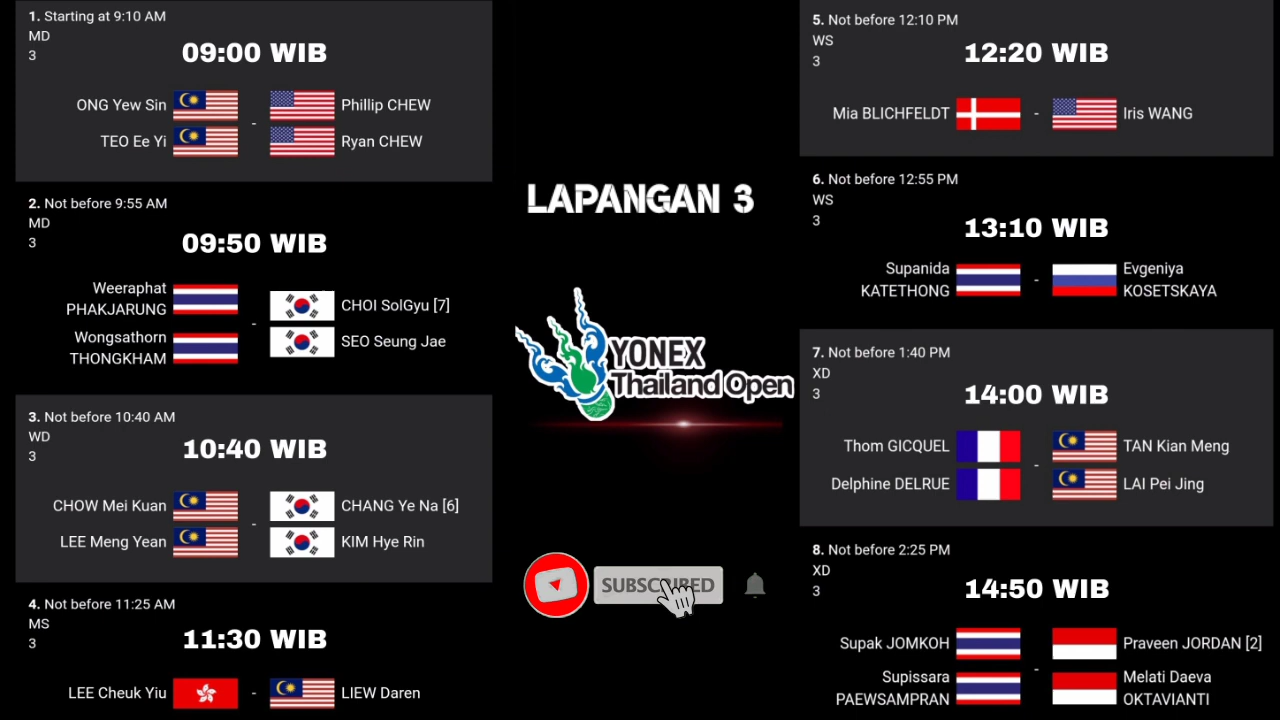 1. Starting at 9:10 AM
MD
3
09:00 WIB
ONG Yew Sin
TEO Ee Yi
-
Phillip CHEW
Ryan CHEW
2. Not before 9:55 AM
MD
3
09:50 WIB
Weeraphat
PHAKJARUNG
Wongsathorn
THONGKHAM
-
CHOI SolGyu [7]
SEO Seung Jae
3. Not before 10:40 AM
WD
3
10:40 WIB
CHOW Mei Kuan
LEE Meng Yean
-
CHANG Ye Na [6]
KIM Hye Rin
4. Not before 11:25 AM
MS
3
11:30 WIB
LEE Cheuk Yiu
-
LIEW Daren
LAPANGAN 3
YONEX
Thailand Open
SUBSCRIBED
5. Not before 12:10 PM
WS
3
12:20 WIB
Mia BLICHFELDT
-
Iris WANG
6. Not before 12:55 PM
WS
3
13:10 WIB
Supanida
KATETHONG
-
Evgeniya
KOSETSKAYA
7. Not before 1:40 PM
XD
3
14:00 WIB
Thom GICQUEL
Delphine DELRUE
-
TAN Kian Meng
LAI Pei Jing
8. Not before 2:25 PM
XD
3
14:50 WIB
Supak JOMKOH
Supissara
PAEWSAMPRAN
-
Praveen JORDAN [2]
Melati Daeva
OKTAVIANTI